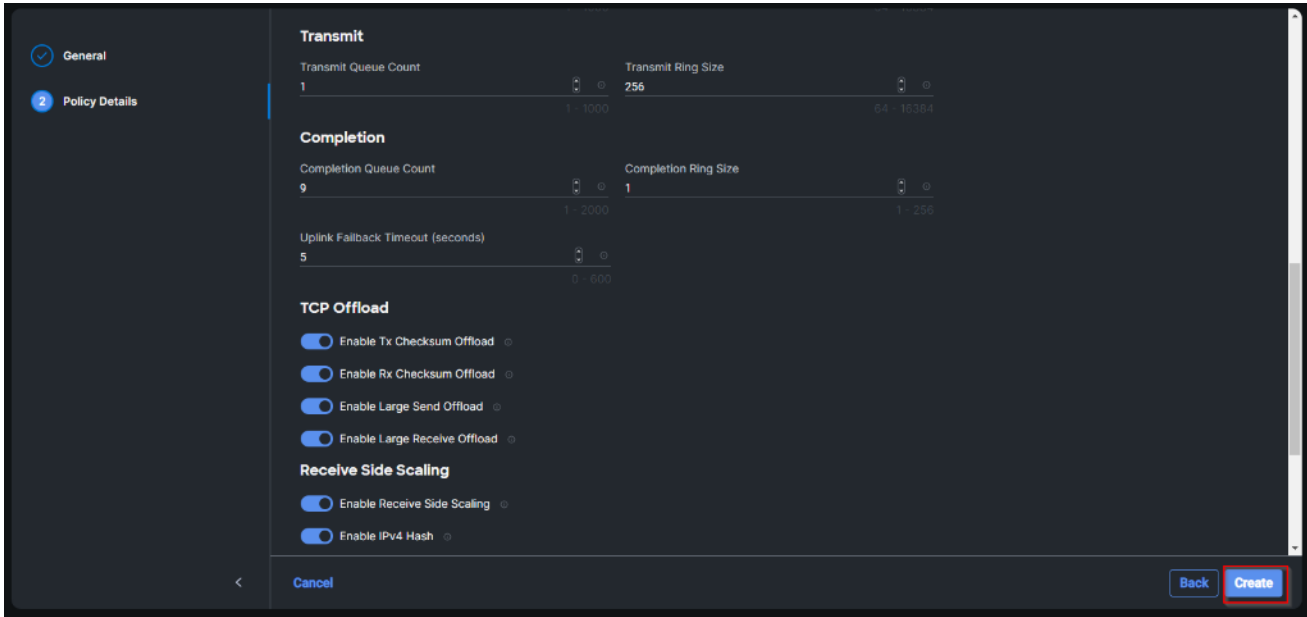 General
2 Policy Details
Transmit
Transmit Queue Count Transmit Ring Size
1 256
1 - 1000 64 - 16384
Completion
Completion Queue Count Completion Ring Size
9 1
1 - 2000 1 - 256
Uplink Failback Timeout (seconds)
5
0 - 600
TCP Offload
Enable Tx Checksum Offload
Enable Rx Checksum Offload
Enable Large Send Offload
Enable Large Receive Offload
Receive Side Scaling
Enable Receive Side Scaling
Enable IPv4 Hash
Cancel Back Create